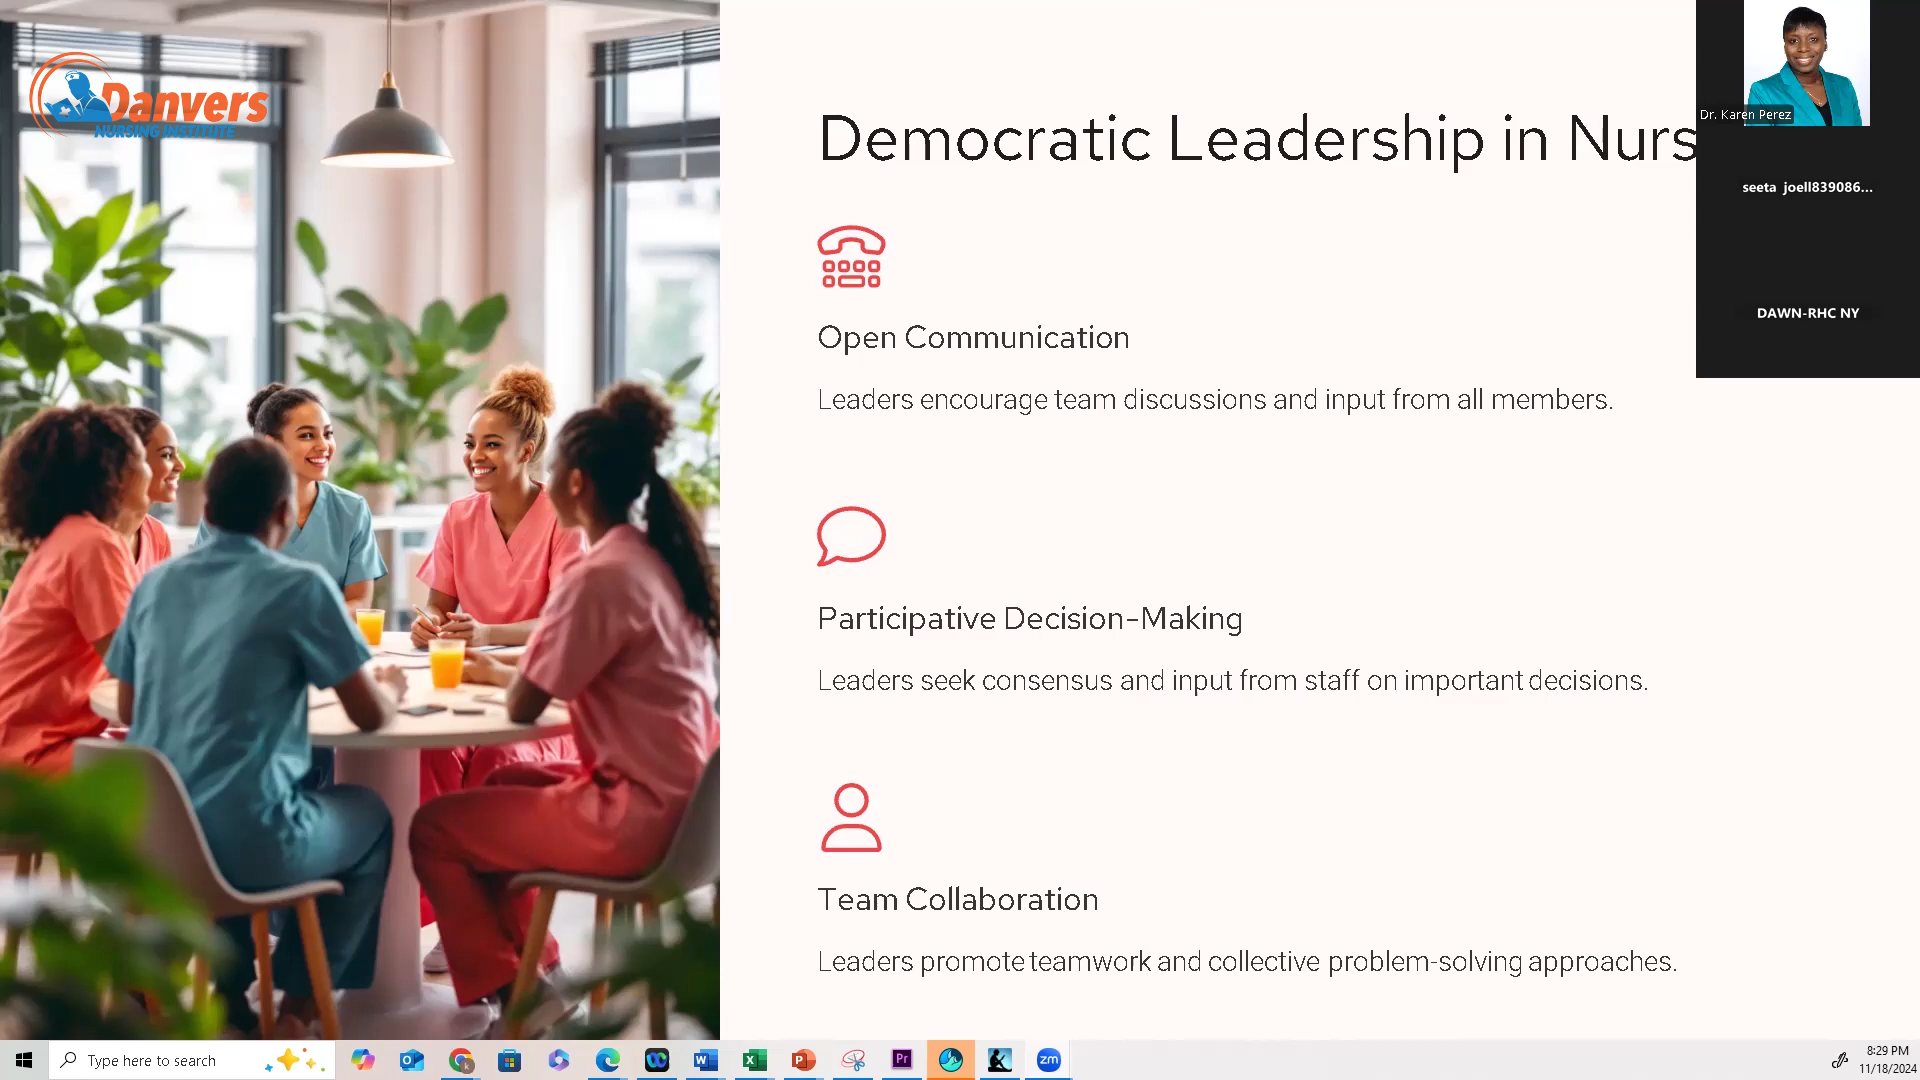 Danvers
NURSING INSTITUTE
Democratic Leadership in Nurs
Dr. Karen Perez
seeta joell839086...
DAWN-RHC NY
Open Communication
Leaders encourage team discussions and input from all members.
Participative Decision-Making
Leaders seek consensus and input from staff on important decisions.
Team Collaboration
Leaders promote teamwork and collective problem-solving approaches.
Type here to search
zm
8:29 PM
11/18/2024